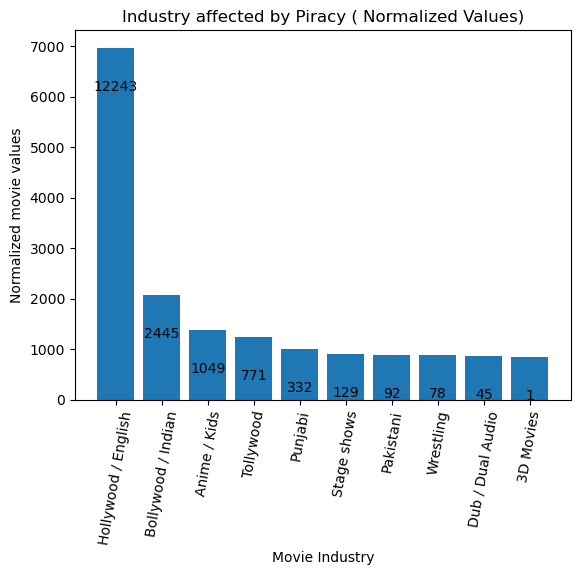 Industry affected by Piracy ( Normalized Values)
Normalized movie values
7000
6000
5000
4000
3000
2000
1000
0
12243
2445
1049
771
332
129
92
78
45
1
Hollywood / English
Bollywood / Indian
Anime / Kids
Tollywood
Punjabi
Stage shows
Pakistani
Wrestling
Dub / Dual Audio
3D Movies
Movie Industry